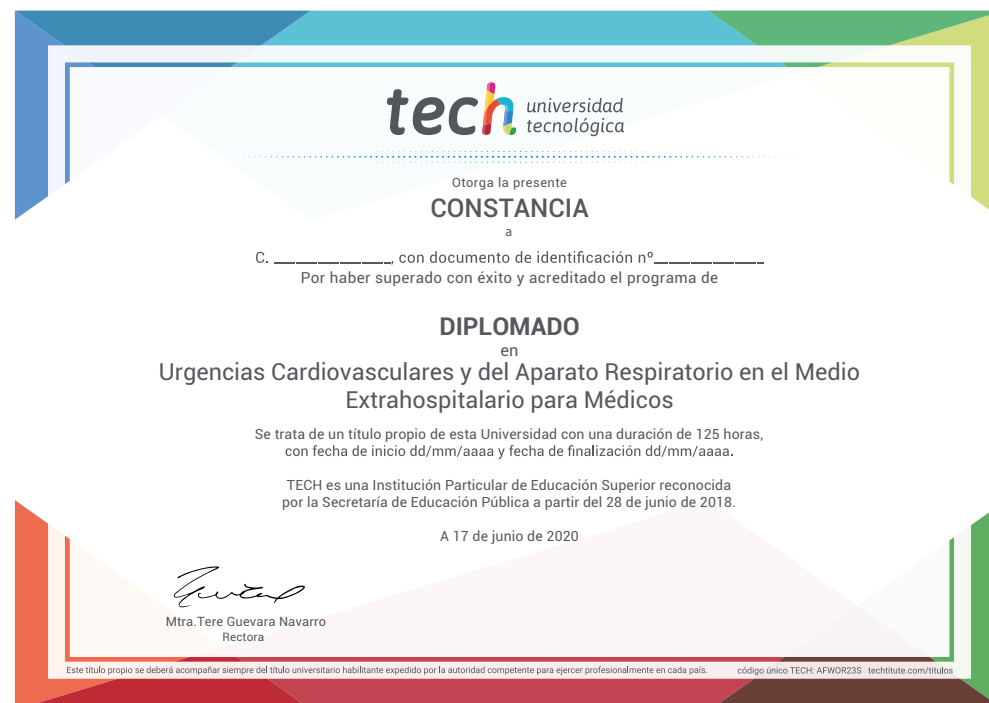 tech universidad
tecnológica
Otorga la presente
CONSTANCIA
a
C. ______________, con documento de identificación nº______________
Por haber superado con éxito y acreditado el programa de
DIPLOMADO
en
Urgencias Cardiovasculares y del Aparato Respiratorio en el Medio
Extrahospitalario para Médicos
Se trata de un título propio de esta Universidad con una duración de 125 horas,
con fecha de inicio dd/mm/aaaa y fecha de finalización dd/mm/aaaa.
TECH es una Institución Particular de Educación Superior reconocida
por la Secretaría de Educación Pública a partir del 28 de junio de 2018.
A 17 de junio de 2020
Mtra.Tere Guevara Navarro
Rectora
Este título propio se deberá acompañar siempre del título universitario habilitante expedido por la autoridad competente para ejercer profesionalmente en cada país. código único TECH: AFWOR23S techtitute.com/titulos